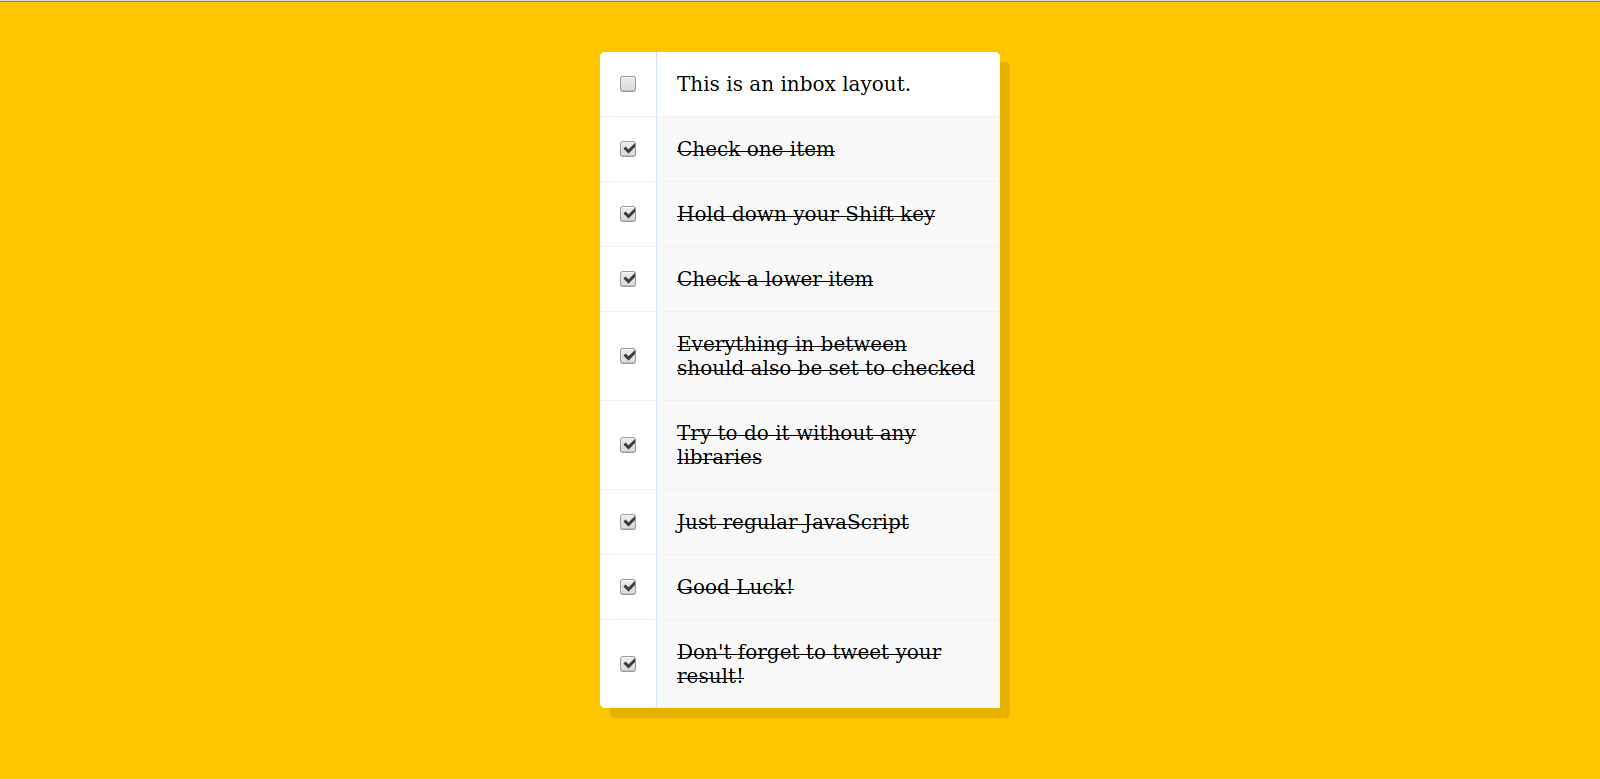 This is an inbox layout.
Check one item
Hold down your Shift key
Check a lower item
Everything in between
should also be set to checked
Try to do it without any
libraries
Just regular JavaScript
Good Luck!
Don't forget to tweet your
result!